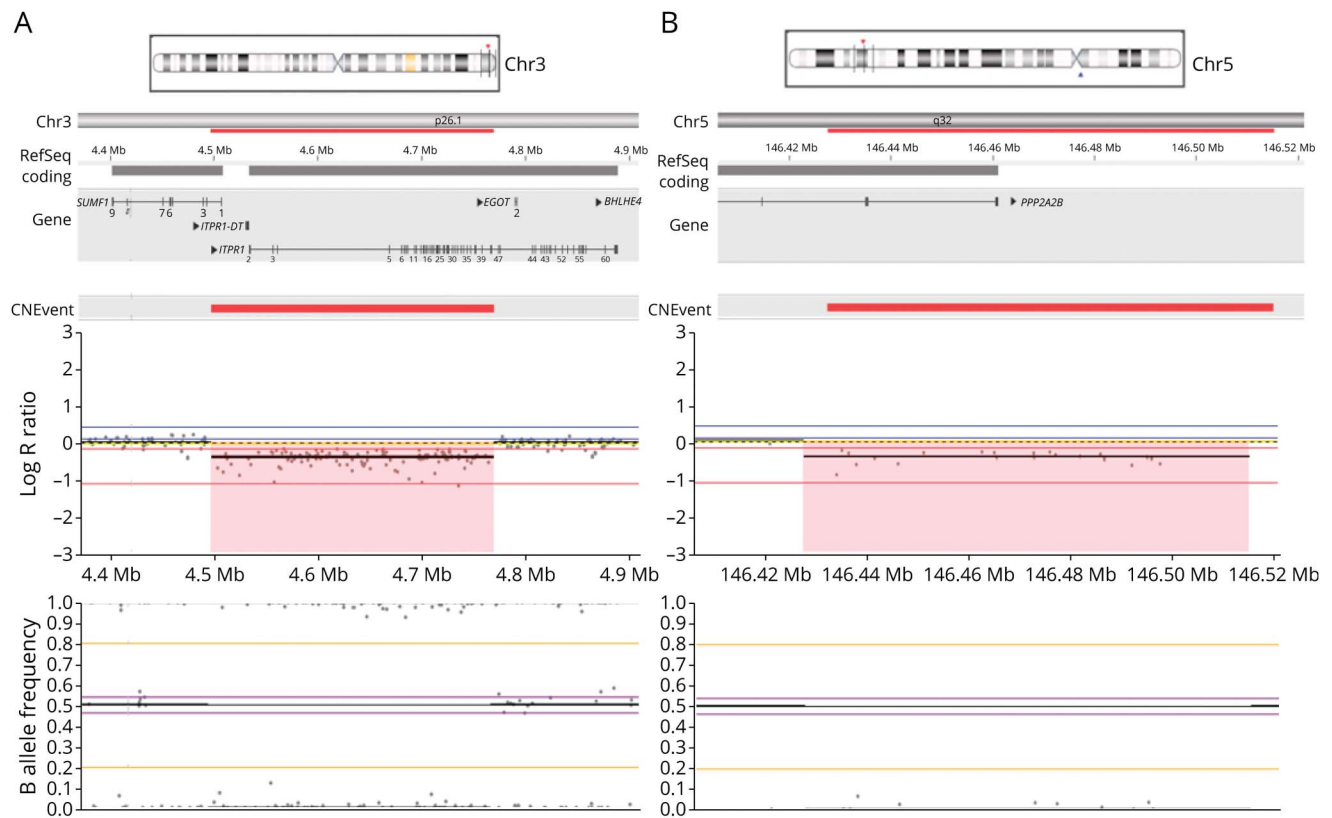 A
Chr3
Chr3
p26.1
4.4 Mb 4.5 Mb 4.6 Mb 4.7 Mb 4.8 Mb 4.9 Mb
RefSeq
coding
Gene
SUMF1
9 7 6 3 1
EGOT
2
BHLHE4
ITPR1-DT
ITPR1
2 3 5 6 11 16 25 30 35 39 47 44 43 52 55 60
CNEvent
Log R ratio
3
2
1
0
–1
–2
–3
4.4 Mb 4.5 Mb 4.6 Mb 4.7 Mb 4.8 Mb 4.9 Mb
B allele frequency
1.0
0.9
0.8
0.7
0.6
0.5
0.4
0.3
0.2
0.1
0.0
B
Chr5
Chr5
q32
146.42 Mb 146.44 Mb 146.46 Mb 146.48 Mb 146.50 Mb 146.52 Mb
RefSeq
coding
Gene
PPP2A2B
CNEvent
3
2
1
0
–1
–2
–3
146.42 Mb 146.44 Mb 146.46 Mb 146.48 Mb 146.50 Mb 146.52 Mb
1.0
0.9
0.8
0.7
0.6
0.5
0.4
0.3
0.2
0.1
0.0